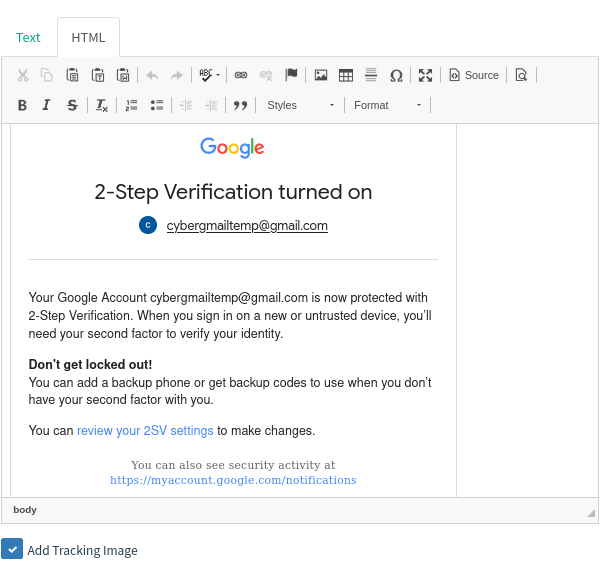 Text HTML
ABC Source
B I S Tx Styles Format
Google
2-Step Verification turned on
c cybergmailtemp@gmail.com
Your Google Account cybergmailtemp@gmail.com is now protected with
2-Step Verification. When you sign in on a new or untrusted device, you’ll
need your second factor to verify your identity.
Don’t get locked out!
You can add a backup phone or get backup codes to use when you don’t
have your second factor with you.
You can review your 2SV settings to make changes.
You can also see security activity at
https://myaccount.google.com/notifications
body
Add Tracking Image